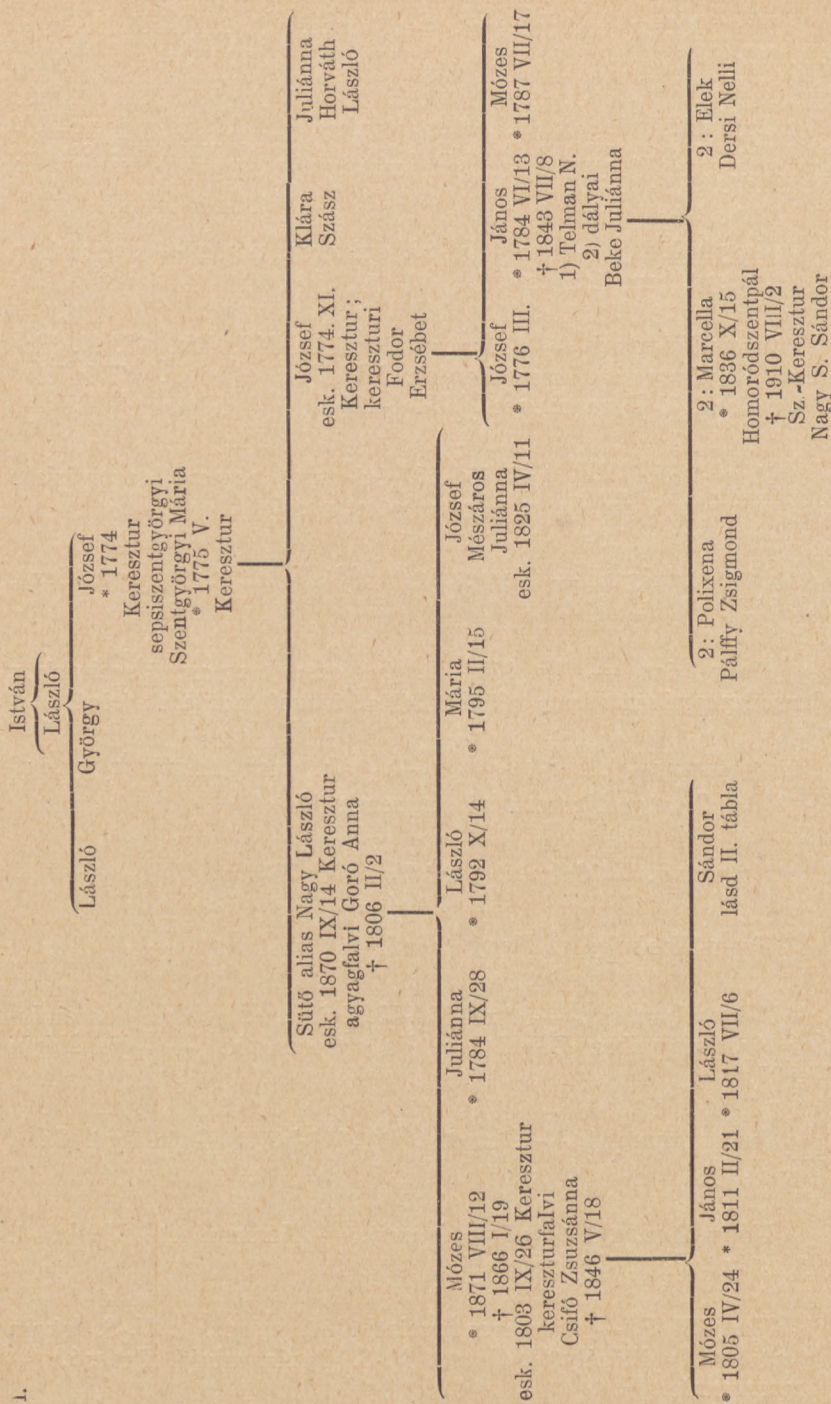 1.
István
László
László
György
József
* 1774
Keresztur
sepsiszentgyörgyi
Szentgyörgyi Mária
* 1775 V.
Keresztur
Sütő alias Nagy László
esk. 1870 IX/14 Keresztur
agyagfalvi Goró Anna
† 1806 II/2
József
esk. 1774. XI.
Keresztur;
kereszturi
Fodor
Erzsébet
Klára
Szász
Juliánna
Horváth
László
Mózes
* 1871 VIII/12
† 1866 I/19
esk. 1803 IX/26 Keresztur
kereszturfalvi
Csifó Zsuzsánna
† 1846 V/18
Juliánna
* 1784 IX/28
László
* 1792 X/14
Mária
* 1795 II/15
József
Mészáros
Juliánna
esk. 1825 IV/11
József
* 1776 III.
János
* 1784 VI/13
† 1843 VII/8
1) Telman N.
2) dályai
Beke Juliánna
Mózes
* 1787 VII/17
Mózes
* 1805 IV/24
János
* 1811 II/21
László
* 1817 VII/6
Sándor
lásd II. tábla
2: Polixena
Pálffy Zsigmond
2: Marcella
* 1836 X/15
Homoródszentpál
† 1910 VIII/2
Sz.-Keresztur
Nagy S. Sándor
2: Elek
Dersi Nelli